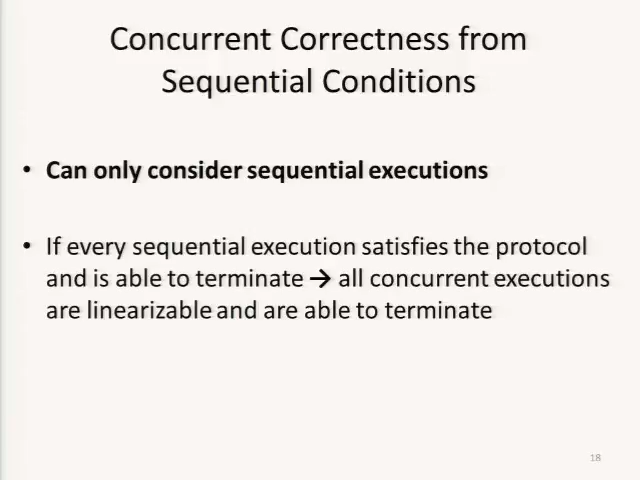 Concurrent Correctness from
Sequential Conditions
• Can only consider sequential executions
• If every sequential execution satisfies the protocol
and is able to terminate → all concurrent executions
are linearizable and are able to terminate
18